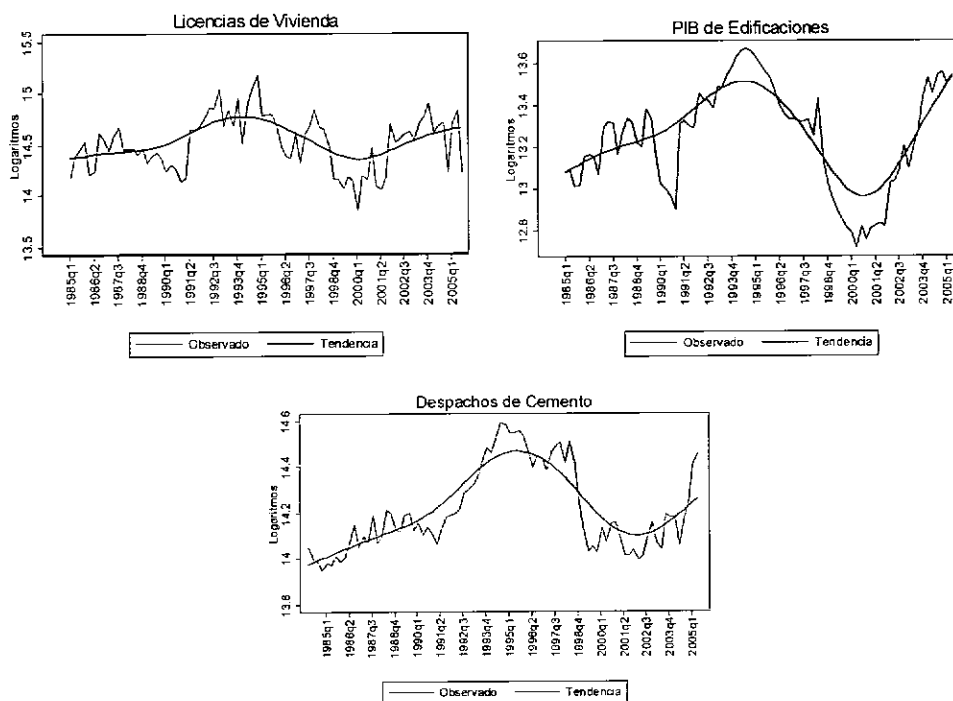 Licencias de Vivienda
Logaritmos
15.5
15
14.5
14
13.5
1985q1
1986q2
1987q3
1988q4
1990q1
1991q2
1992q3
1993q4
1995q1
1996q2
1997q3
1998q4
2000q1
2001q2
2002q3
2003q4
2005q1
Observado Tendencia
PIB de Edificaciones
Logaritmos
13.6
13.4
13.2
13
12.8
1985q1
1986q2
1987q3
1988q4
1990q1
1991q2
1992q3
1993q4
1995q1
1996q2
1997q3
1998q4
2000q1
2001q2
2002q3
2003q4
2005q1
Observado Tendencia
Despachos de Cemento
Logaritmos
14.6
14.4
14.2
14
13.8
1985q1
1986q2
1987q3
1988q4
1990q1
1991q2
1992q3
1993q4
1995q1
1996q2
1997q3
1998q4
2000q1
2001q2
2002q3
2003q4
2005q1
Observado Tendencia